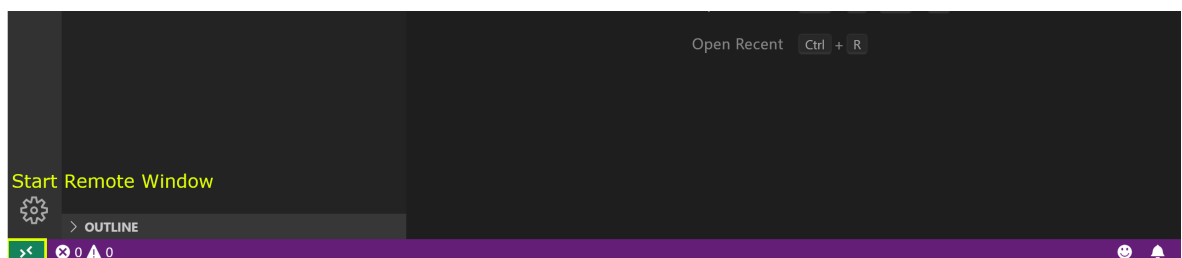 Open Recent Ctrl + R
Start Remote Window
> OUTLINE
0 0